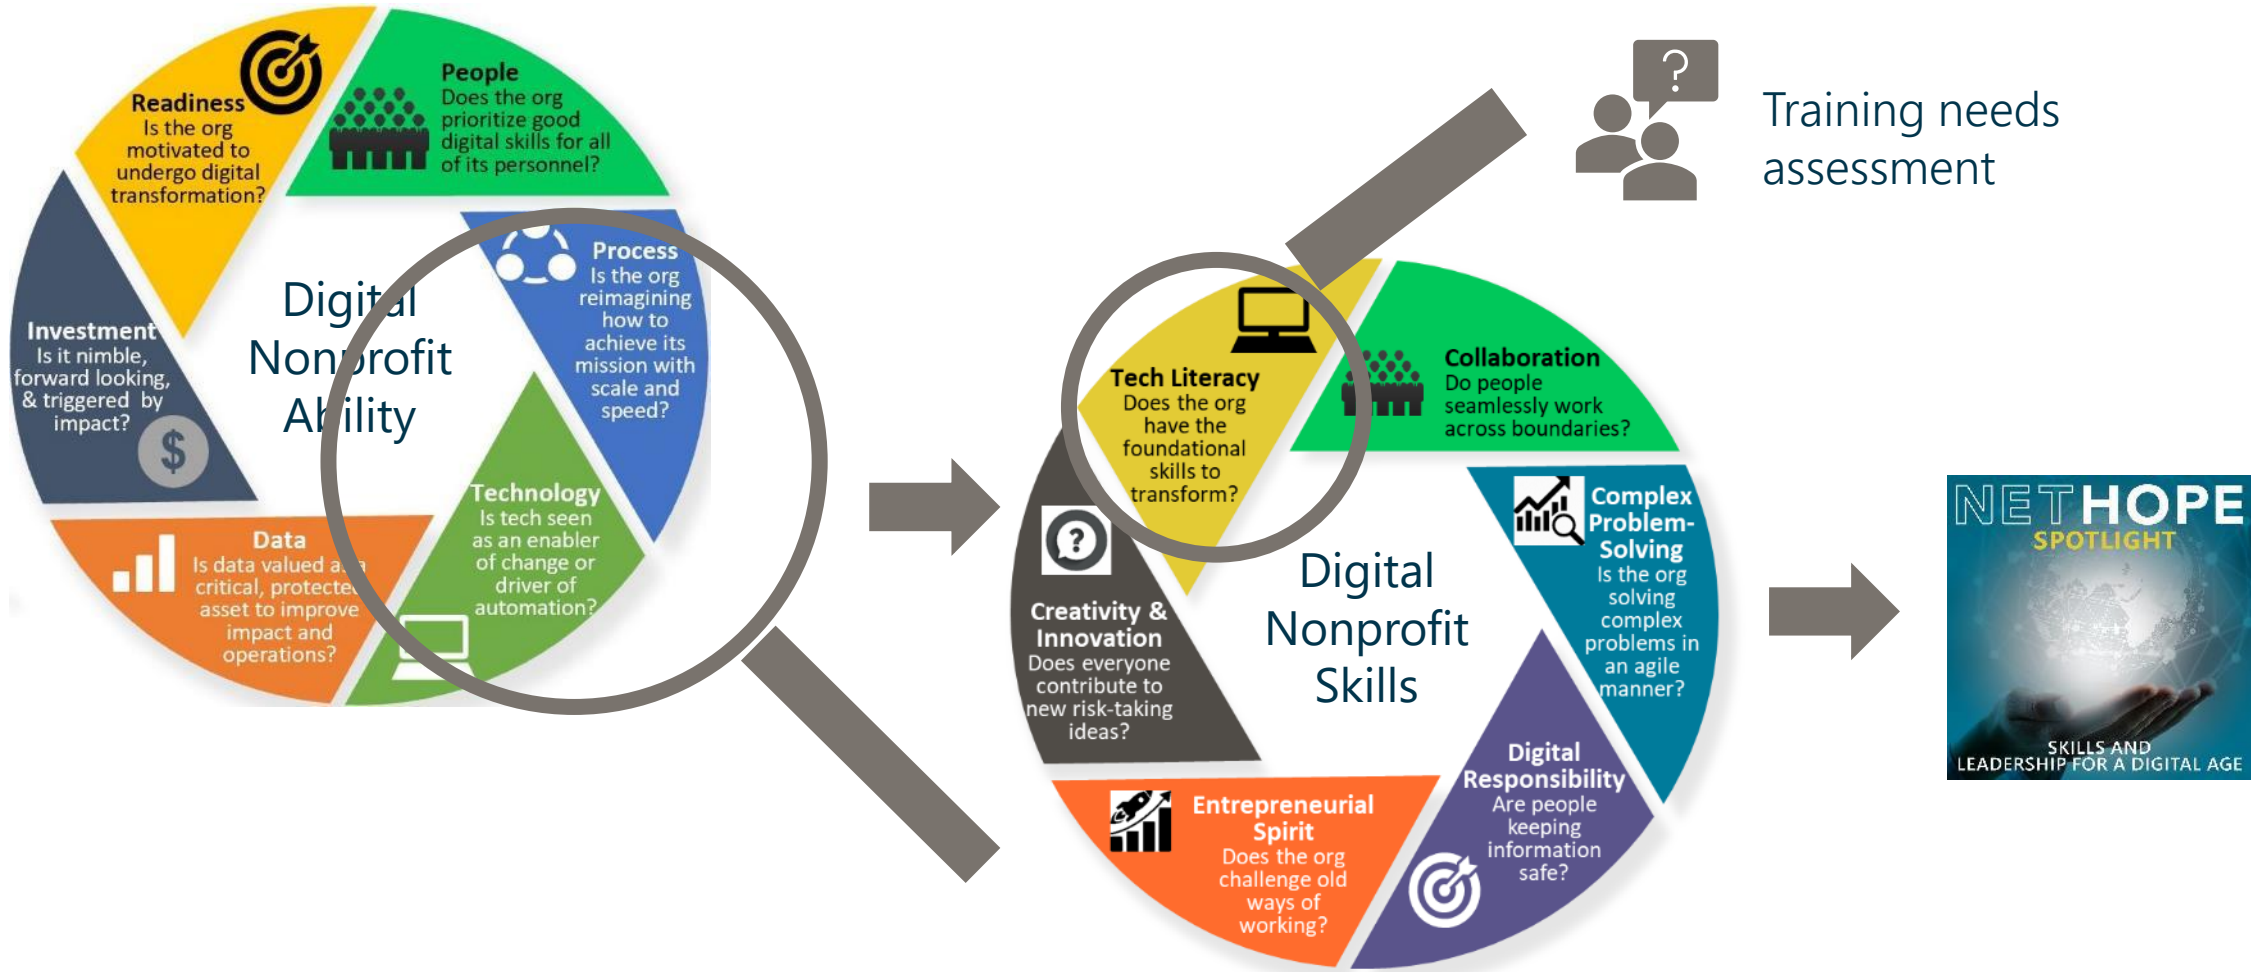 Readiness
Is the org
motivated to
undergo digital
transformation?
People
Does the org
prioritize good
digital skills for all
of its personnel?
Process
Is the org
reimagining
how to
achieve its
mission with
scale and
speed?
Technology
Is tech seen
as an enabler
of change or
driver of
automation?
Data
Is data valued as a
critical, protected
asset to improve
impact and
operations?
Investment
Is it nimble,
forward looking,
& triggered by
impact?
$
Digital
Nonprofit
Ability
?
Training needs
assessment
Tech Literacy
Does the org
have the
foundational
skills to
transform?
Collaboration
Do people
seamlessly work
across boundaries?
Complex
Problem-
Solving
Is the org
solving
complex
problems in
an agile
manner?
Digital
Responsibility
Are people
keeping
information
safe?
Entrepreneurial
Spirit
Does the org
challenge old
ways of
working?
?
Creativity &
Innovation
Does everyone
contribute to
new risk-taking
ideas?
Digital
Nonprofit
Skills
NETHOPE
SPOTLIGHT
SKILLS AND
LEADERSHIP FOR A DIGITAL AGE